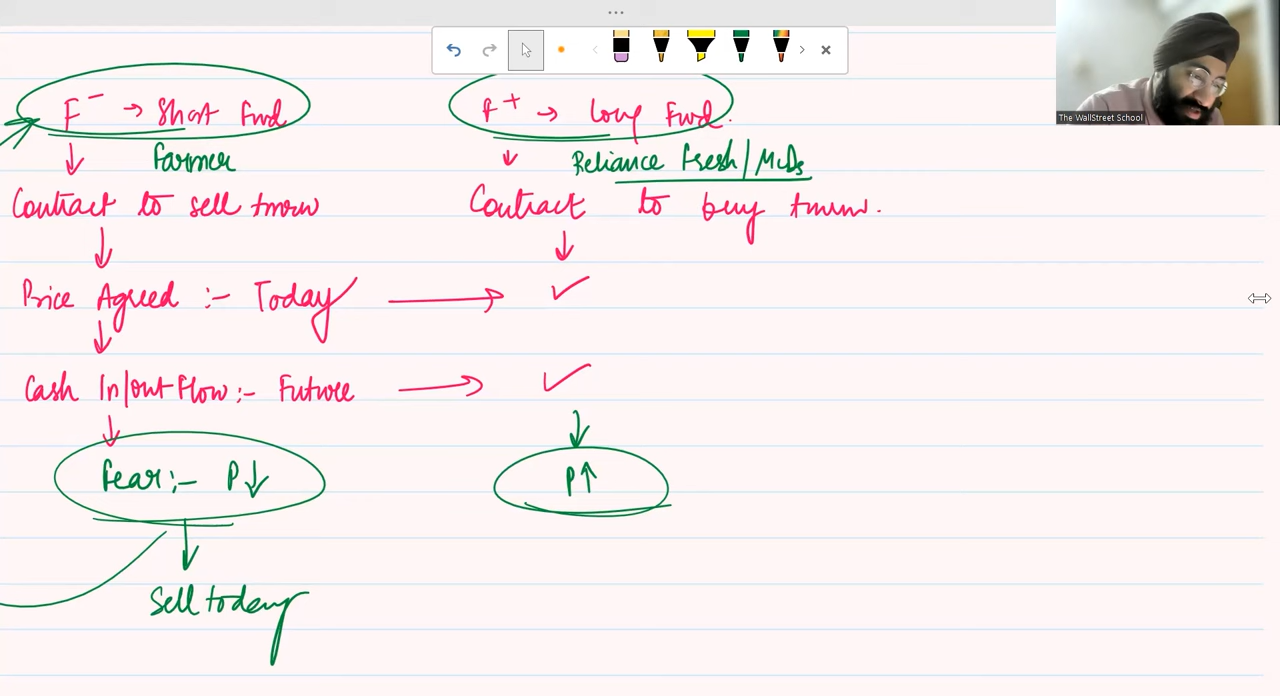 F⁻ → Short Fwd
Farmer
Contract to sell tmrow
Price Agreed :- Today
Cash In/out Flow :- Future
Fear :- P↓
Sell today
F⁺ → Long Fwd.
Reliance Fresh/McDs
Contract to buy tmrw.
✓
✓
P↑
The WallStreet School